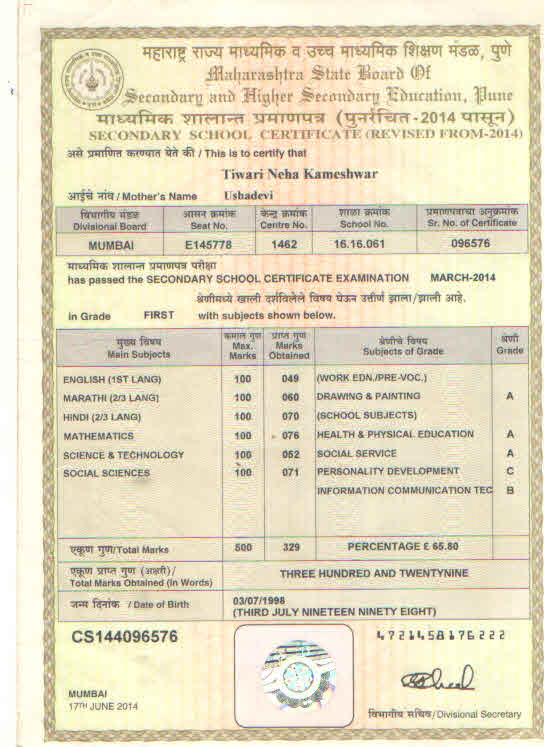 महाराष्ट्र राज्य माध्यमिक व उच्च माध्यमिक शिक्षण मंडळ, पुणे
Maharashtra State Board Of
Secondary and Higher Secondary Education, Pune
माध्यमिक शालान्त प्रमाणपत्र (पुनर्रचित - 2014 पासून)
SECONDARY SCHOOL CERTIFICATE (REVISED FROM-2014)
असे प्रमाणित करण्यात येते की / This is to certify that
Tiwari Neha Kameshwar
आईचे नांव / Mother's Name Ushadevi
विभागीय मंडळ आसन क्रमांक केन्द्र क्रमांक शाळा क्रमांक प्रमाणपत्राचा अनुक्रमांक
Divisional Board Seat No. Centre No. School No. Sr. No. of Certificate
MUMBAI E145778 1462 16.16.061 096576
माध्यमिक शालान्त प्रमाणपत्र परीक्षा
has passed the SECONDARY SCHOOL CERTIFICATE EXAMINATION MARCH-2014
श्रेणीमध्ये खाली दर्शविलेले विषय घेऊन उत्तीर्ण झाला/झाली आहे.
in Grade FIRST with subjects shown below.
मुख्य विषय कमाल गुण प्राप्त गुण श्रेणीचे विषय श्रेणी
Main Subjects Max. Marks Marks Obtained Subjects of Grade Grade
ENGLISH (1ST LANG) 100 049 (WORK EDN./PRE-VOC.)
MARATHI (2/3 LANG) 100 060 DRAWING & PAINTING A
HINDI (2/3 LANG) 100 070 (SCHOOL SUBJECTS)
MATHEMATICS 100 076 HEALTH & PHYSICAL EDUCATION A
SCIENCE & TECHNOLOGY 100 052 SOCIAL SERVICE A
SOCIAL SCIENCES 100 071 PERSONALITY DEVELOPMENT C
INFORMATION COMMUNICATION TEC B
एकूण गुण/Total Marks 500 329 PERCENTAGE £ 65.80
एकूण प्राप्त गुण (अक्षरी)/
Total Marks Obtained (In Words) THREE HUNDRED AND TWENTYNINE
जन्म दिनांक / Date of Birth 03/07/1998
(THIRD JULY NINETEEN NINETY EIGHT)
CS144096576 4721458176222
MUMBAI
17TH JUNE 2014
विभागीय सचिव/Divisional Secretary